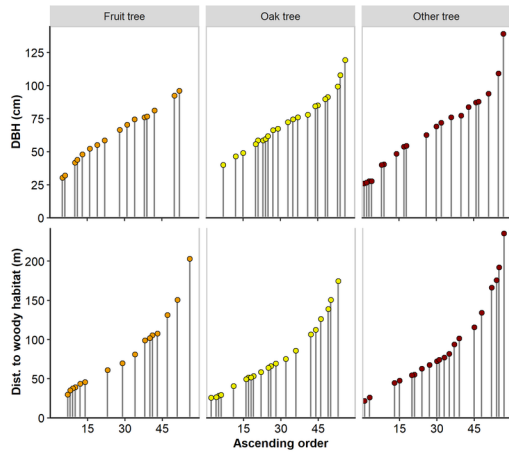 Fruit tree Oak tree Other tree
DBH (cm)
125
100
75
50
25
0
Dist. to woody habitat (m)
200
150
100
50
0
15 30 45 15 30 45 15 30 45
Ascending order